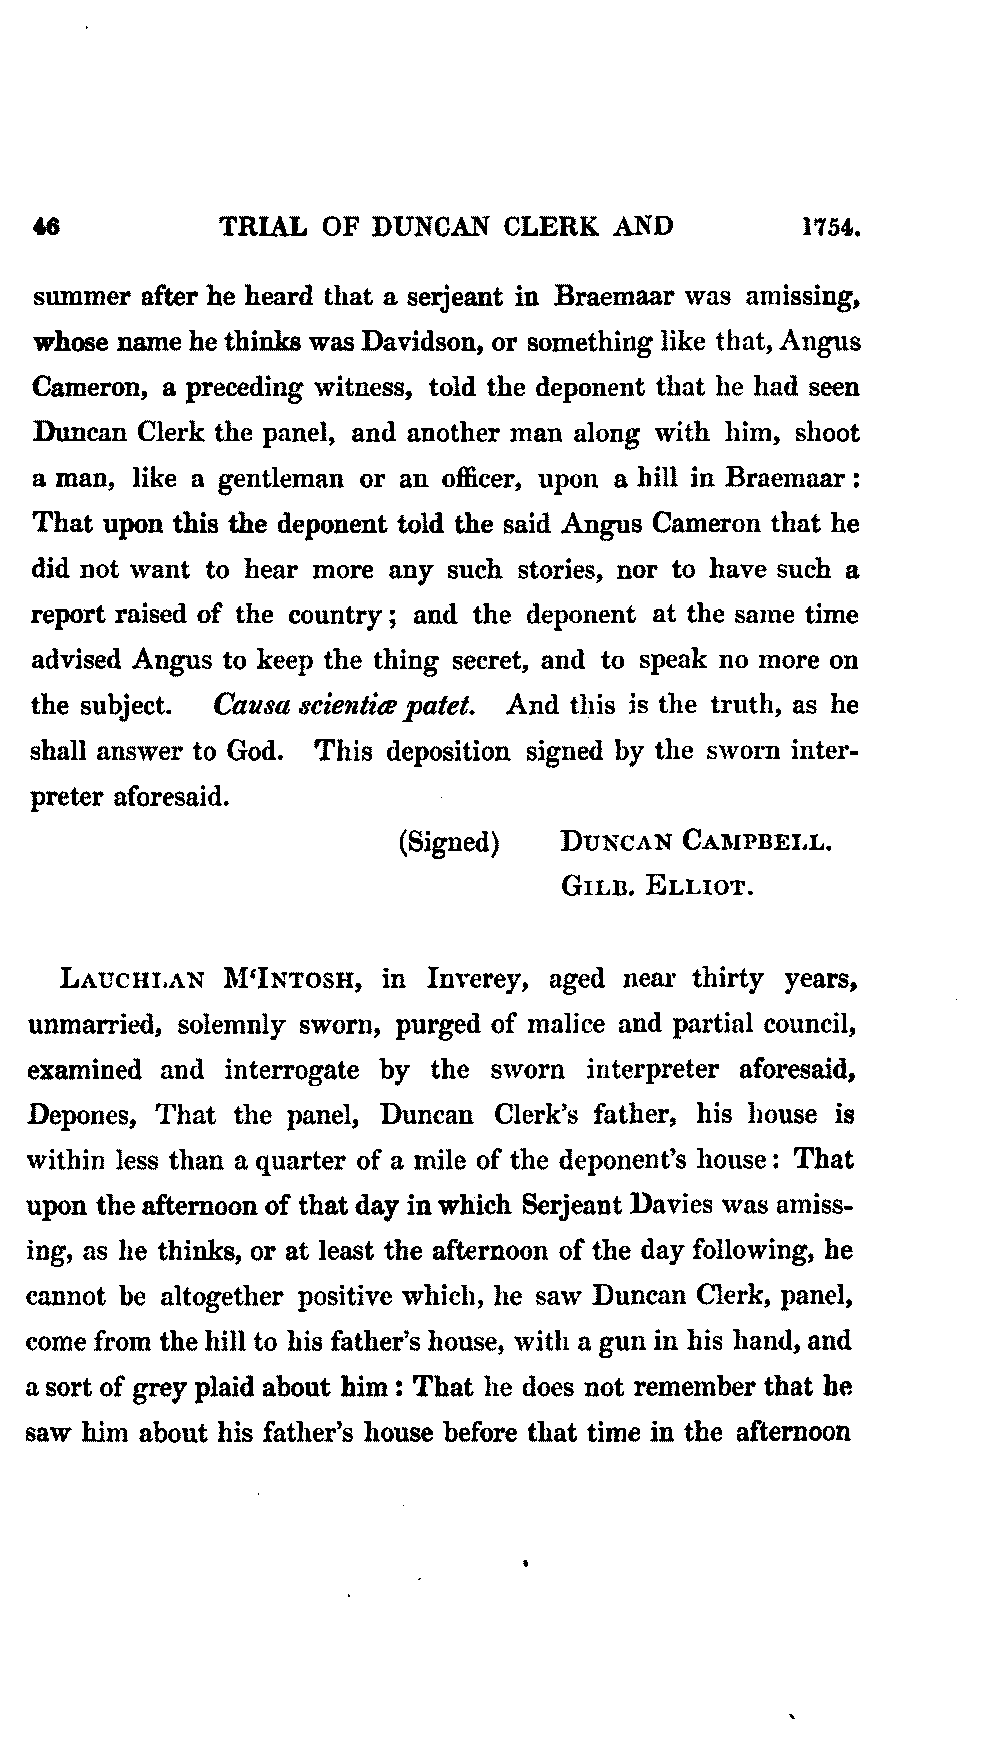 46 TRIAL OF DUNCAN CLERK AND 1754.
summer after he heard that a serjeant in Braemaar was amissing,
whose name he thinks was Davidson, or something like that, Angus
Cameron, a preceding witness, told the deponent that he had seen
Duncan Clerk the panel, and another man along with him, shoot
a man, like a gentleman or an officer, upon a hill in Braemaar:
That upon this the deponent told the said Angus Cameron that he
did not want to hear more any such stories, nor to have such a
report raised of the country; and the deponent at the same time
advised Angus to keep the thing secret, and to speak no more on
the subject. Causa scientiæ patet. And this is the truth, as he
shall answer to God. This deposition signed by the sworn inter-
preter aforesaid.
(Signed) DUNCAN CAMPBELL.
GILB. ELLIOT.
LAUCHLAN M‘INTOSH, in Inverey, aged near thirty years,
unmarried, solemnly sworn, purged of malice and partial council,
examined and interrogate by the sworn interpreter aforesaid,
Depones, That the panel, Duncan Clerk's father, his house is
within less than a quarter of a mile of the deponent's house: That
upon the afternoon of that day in which Serjeant Davies was amiss-
ing, as he thinks, or at least the afternoon of the day following, he
cannot be altogether positive which, he saw Duncan Clerk, panel,
come from the hill to his father's house, with a gun in his hand, and
a sort of grey plaid about him: That he does not remember that he
saw him about his father's house before that time in the afternoon